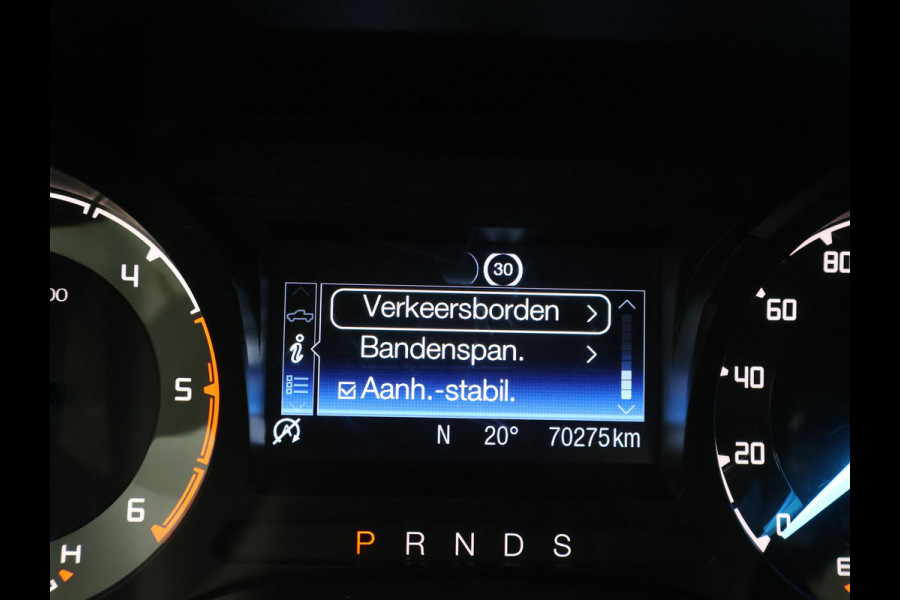 30
Verkeersborden
Bandenspan.
Aanh.-stabil.
A
N 20° 70275km
P R N D S
4
5
6
H
80
60
40
20
0
E